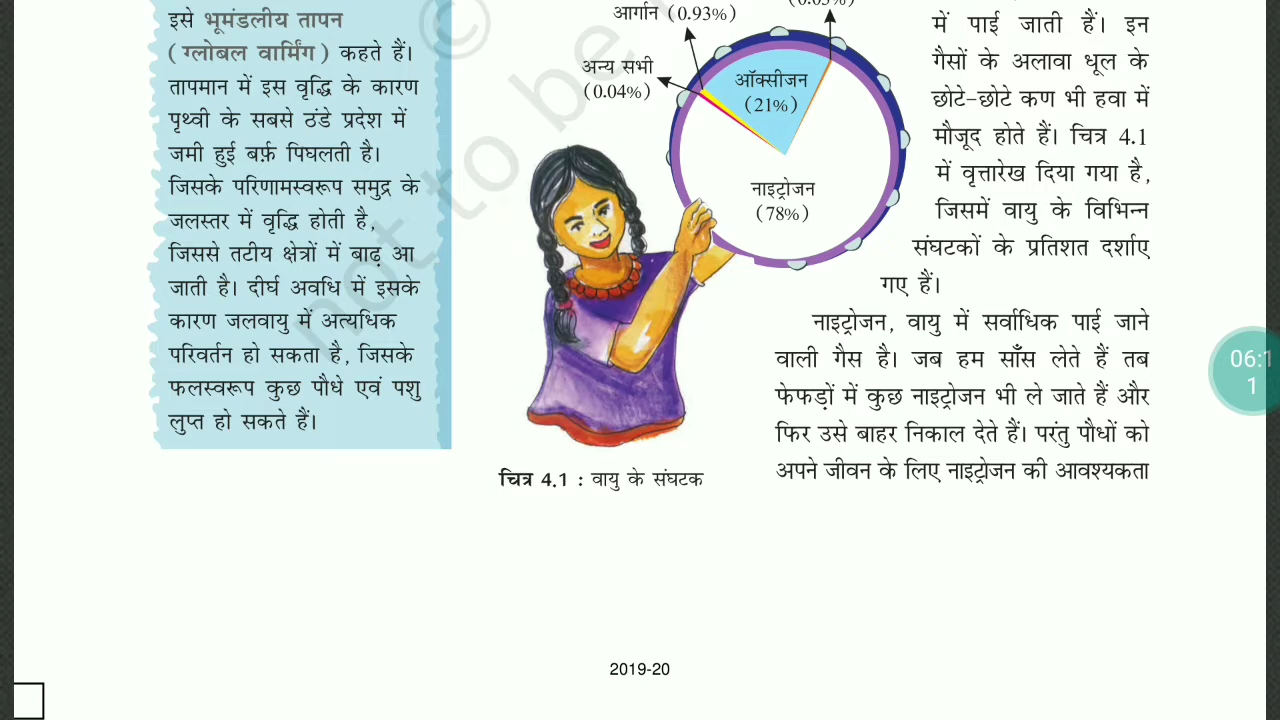 इसे भूमंडलीय तापन
(ग्लोबल वार्मिंग) कहते हैं।
तापमान में इस वृद्धि के कारण
पृथ्वी के सबसे ठंडे प्रदेश में
जमी हुई बर्फ़ पिघलती है।
जिसके परिणामस्वरूप समुद्र के
जलस्तर में वृद्धि होती है,
जिससे तटीय क्षेत्रों में बाढ़ आ
जाती है। दीर्घ अवधि में इसके
कारण जलवायु में अत्यधिक
परिवर्तन हो सकता है, जिसके
फलस्वरूप कुछ पौधे एवं पशु
लुप्त हो सकते हैं।
आर्गान (0.93%)
अन्य सभी
(0.04%)
ऑक्सीजन
(21%)
नाइट्रोजन
(78%)
चित्र 4.1 : वायु के संघटक
में पाई जाती हैं। इन
गैसों के अलावा धूल के
छोटे-छोटे कण भी हवा में
मौजूद होते हैं। चित्र 4.1
में वृत्तारेख दिया गया है,
जिसमें वायु के विभिन्न
संघटकों के प्रतिशत दर्शाए
गए हैं।
नाइट्रोजन, वायु में सर्वाधिक पाई जाने
वाली गैस है। जब हम साँस लेते हैं तब
फेफड़ों में कुछ नाइट्रोजन भी ले जाते हैं और
फिर उसे बाहर निकाल देते हैं। परंतु पौधों को
अपने जीवन के लिए नाइट्रोजन की आवश्यकता
© not to be
06:1
1
2019-20